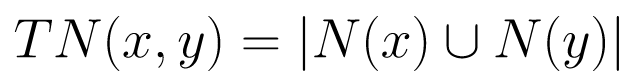 TN(x, y) = |N(x) ∪ N(y)|